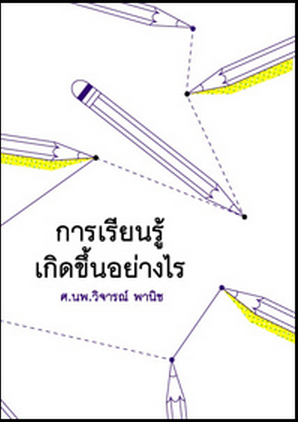 การเรียนรู้
เกิดขึ้นอย่างไร
ศ.นพ.วิจารณ์ พานิช